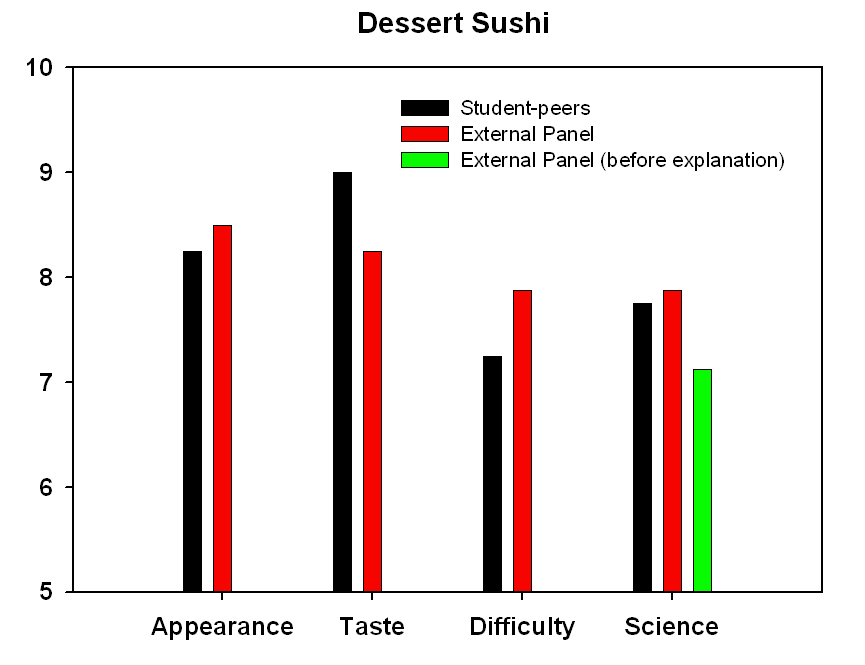 Dessert Sushi
10
9
8
7
6
5
Student-peers
External Panel
External Panel (before explanation)
Appearance Taste Difficulty Science